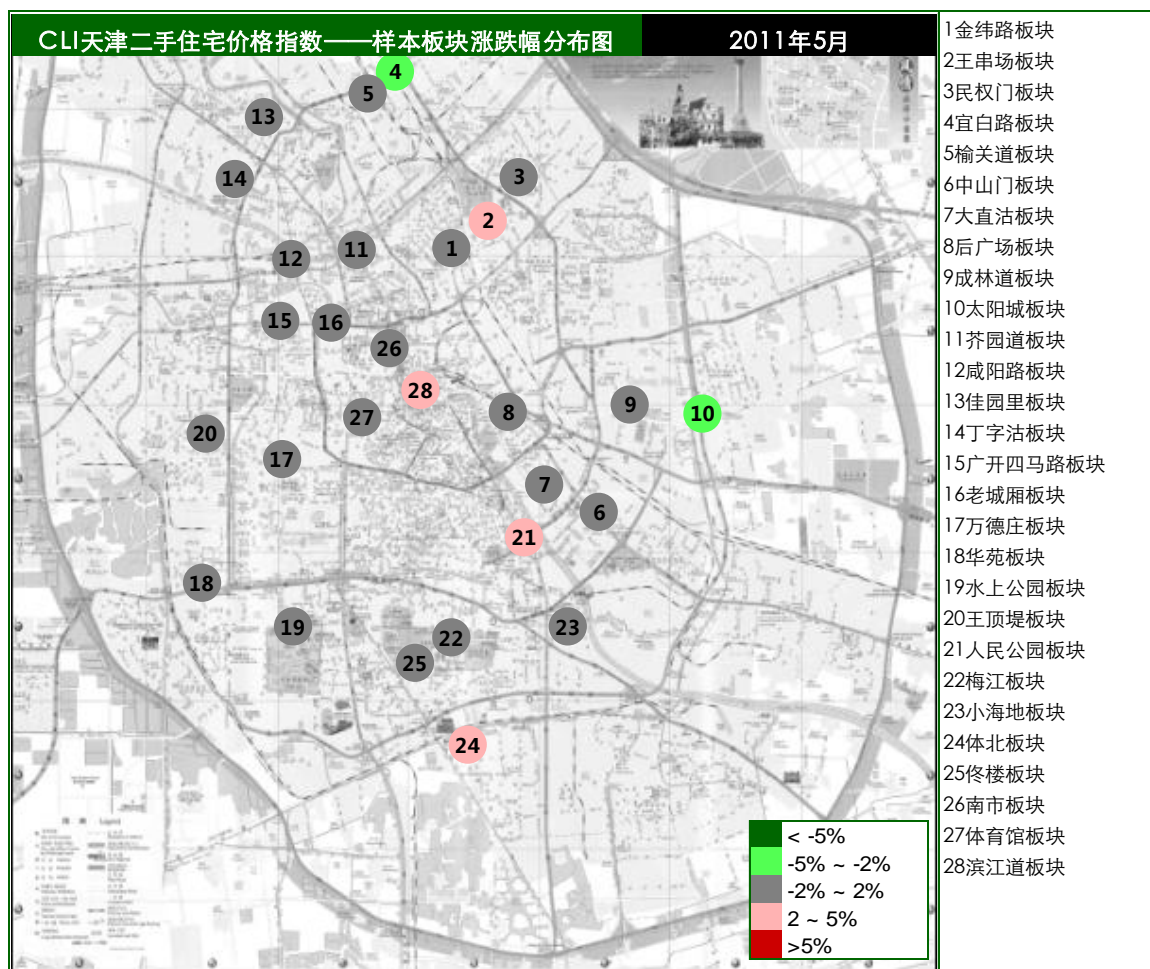 CLI天津二手住宅价格指数——样本板块涨跌幅分布图
2011年5月
1金纬路板块
2王串场板块
3民权门板块
4宜白路板块
5榆关道板块
6中山门板块
7大直沽板块
8后广场板块
9成林道板块
10太阳城板块
11芥园道板块
12咸阳路板块
13佳园里板块
14丁字沽板块
15广开四马路板块
16老城厢板块
17万德庄板块
18华苑板块
19水上公园板块
20王顶堤板块
21人民公园板块
22梅江板块
23小海地板块
24体北板块
25佟楼板块
26南市板块
27体育馆板块
28滨江道板块
4
5
13
3
14
2
1
11
12
15
16
26
28
9
10
8
27
20
17
7
6
21
18
19
23
22
25
24
< -5%
-5% ~ -2%
-2% ~ 2%
2 ~ 5%
>5%